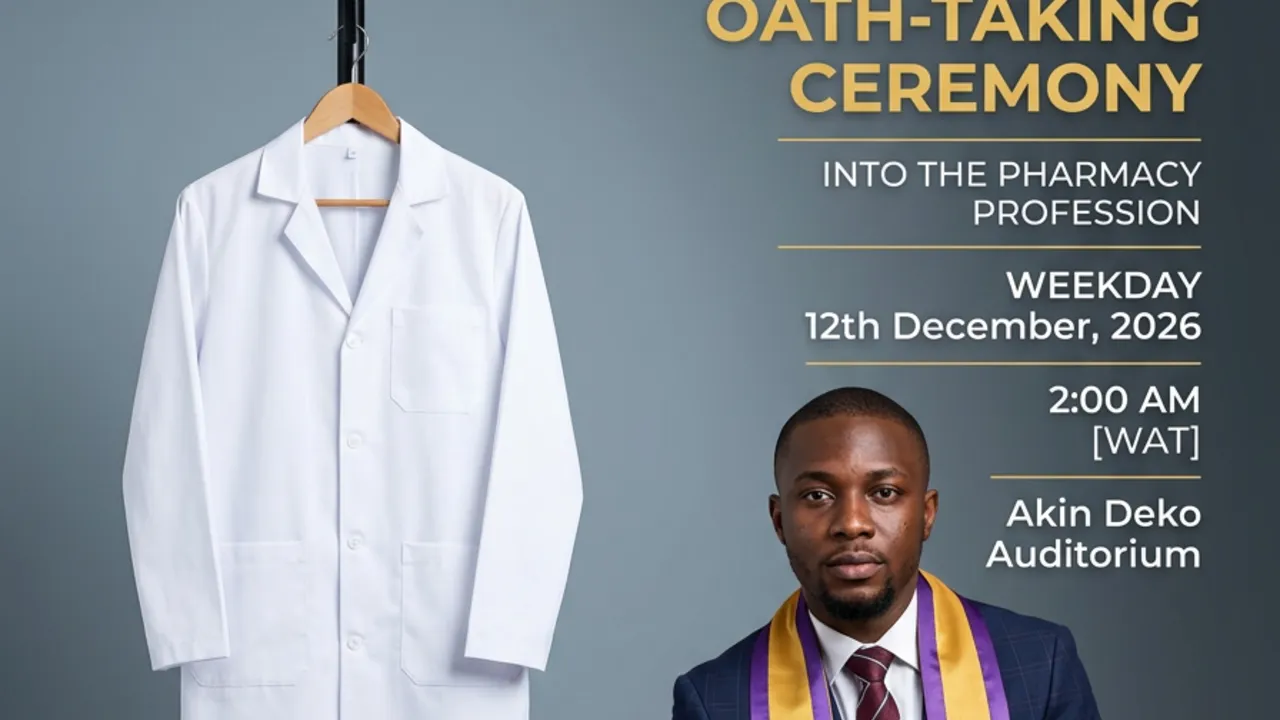 OATH-TAKING
CEREMONY
INTO THE PHARMACY
PROFESSION
WEEKDAY
12th December, 2026
2:00 AM
[WAT]
Akin Deko
Auditorium